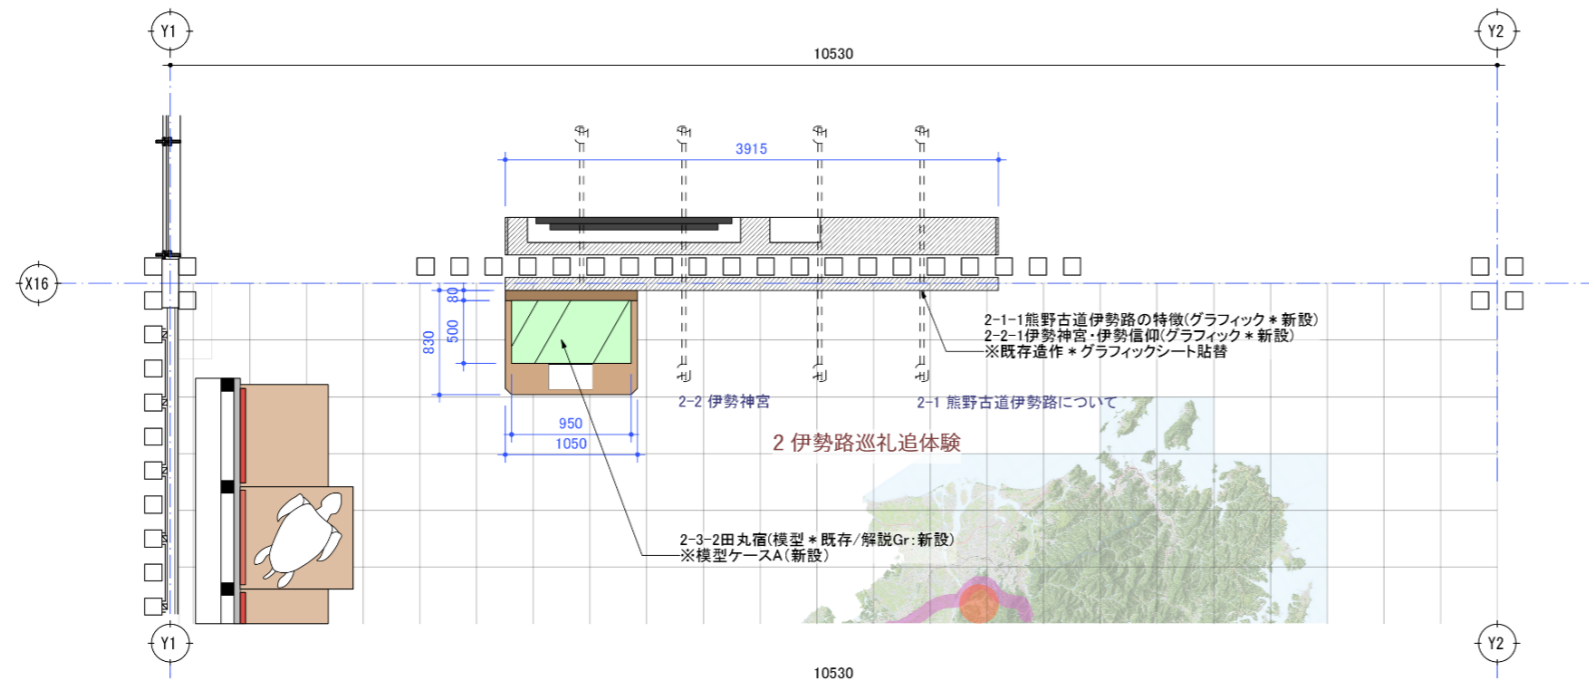 Y1
Y2
10530
3915
X16
80
500
830
2-1-1熊野古道伊勢路の特徴(グラフィック＊新設)
2-2-1伊勢神宮・伊勢信仰(グラフィック＊新設)
※既存造作＊グラフィックシート貼替
2-2 伊勢神宮
2-1 熊野古道伊勢路について
950
1050
2 伊勢路巡礼追体験
2-3-2田丸宿(模型＊既存/解説Gr:新設)
※模型ケースA(新設)
Y1
Y2
10530